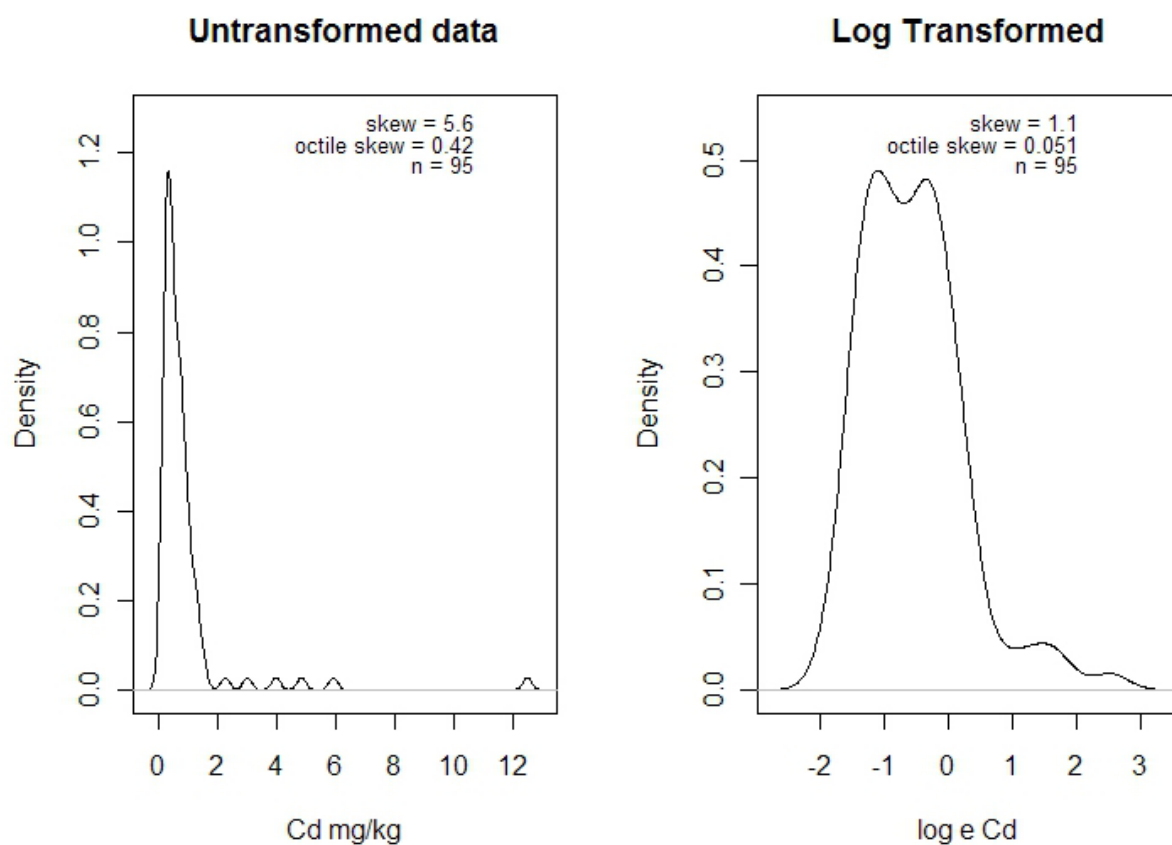 Untransformed data
skew = 5.6
octile skew = 0.42
n = 95
Density
0.0
0.2
0.4
0.6
0.8
1.0
1.2
0 2 4 6 8 10 12
Cd mg/kg
Log Transformed
skew = 1.1
octile skew = 0.051
n = 95
Density
0.0
0.1
0.2
0.3
0.4
0.5
-2 -1 0 1 2 3
log e Cd